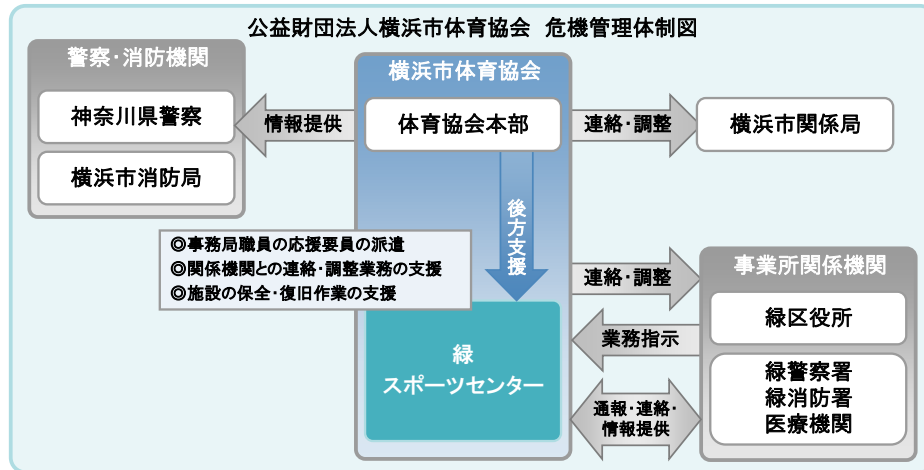 公益財団法人横浜市体育協会 危機管理体制図
警察・消防機関
神奈川県警察
横浜市消防局
情報提供
横浜市体育協会
体育協会本部
連絡・調整
横浜市関係局
後方支援
◎事務局職員の応援要員の派遣
◎関係機関との連絡・調整業務の支援
◎施設の保全・復旧作業の支援
緑
スポーツセンター
連絡・調整
業務指示
通報・連絡・
情報提供
事業所関係機関
緑区役所
緑警察署
緑消防署
医療機関